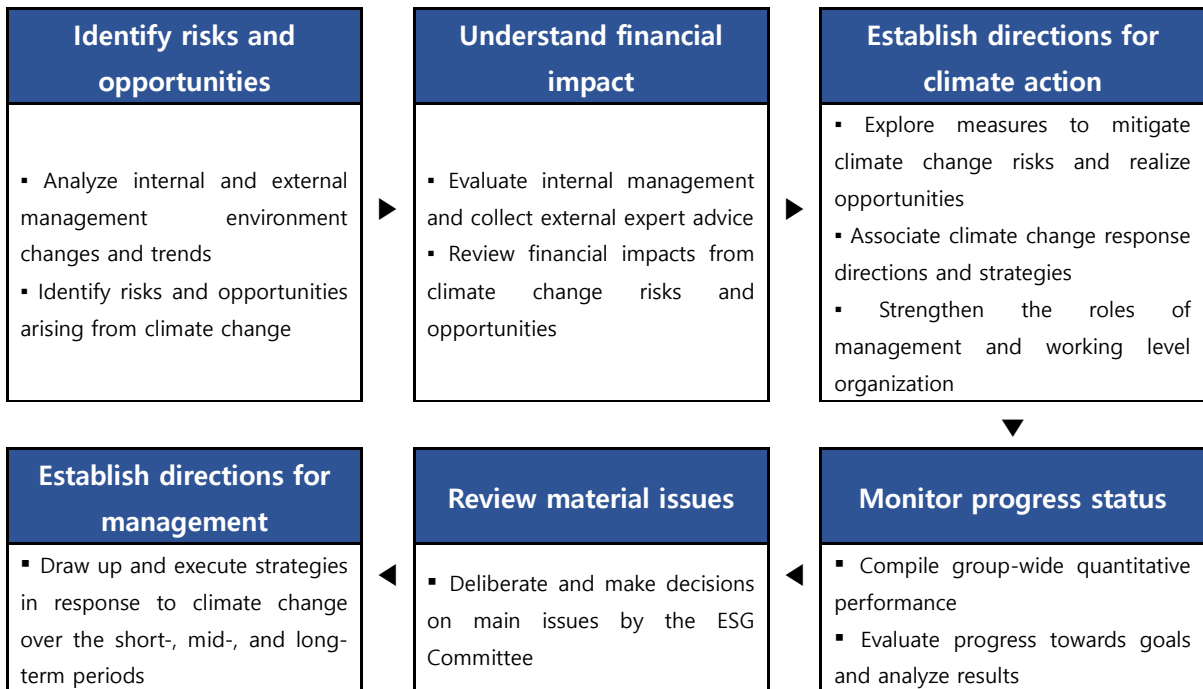 Identify risks and
opportunities
▪ Analyze internal and external
management environment
changes and trends
▪ Identify risks and opportunities
arising from climate change
▶
Understand financial
impact
▪ Evaluate internal management
and collect external expert advice
▪ Review financial impacts from
climate change risks and
opportunities
▶
Establish directions for
climate action
▪ Explore measures to mitigate
climate change risks and realize
opportunities
▪ Associate climate change response
directions and strategies
▪ Strengthen the roles of
management and working level
organization
▼
Monitor progress status
▪ Compile group-wide quantitative
performance
▪ Evaluate progress towards goals
and analyze results
◀
Review material issues
▪ Deliberate and make decisions
on main issues by the ESG
Committee
◀
Establish directions for
management
▪ Draw up and execute strategies
in response to climate change
over the short-, mid-, and long-
term periods